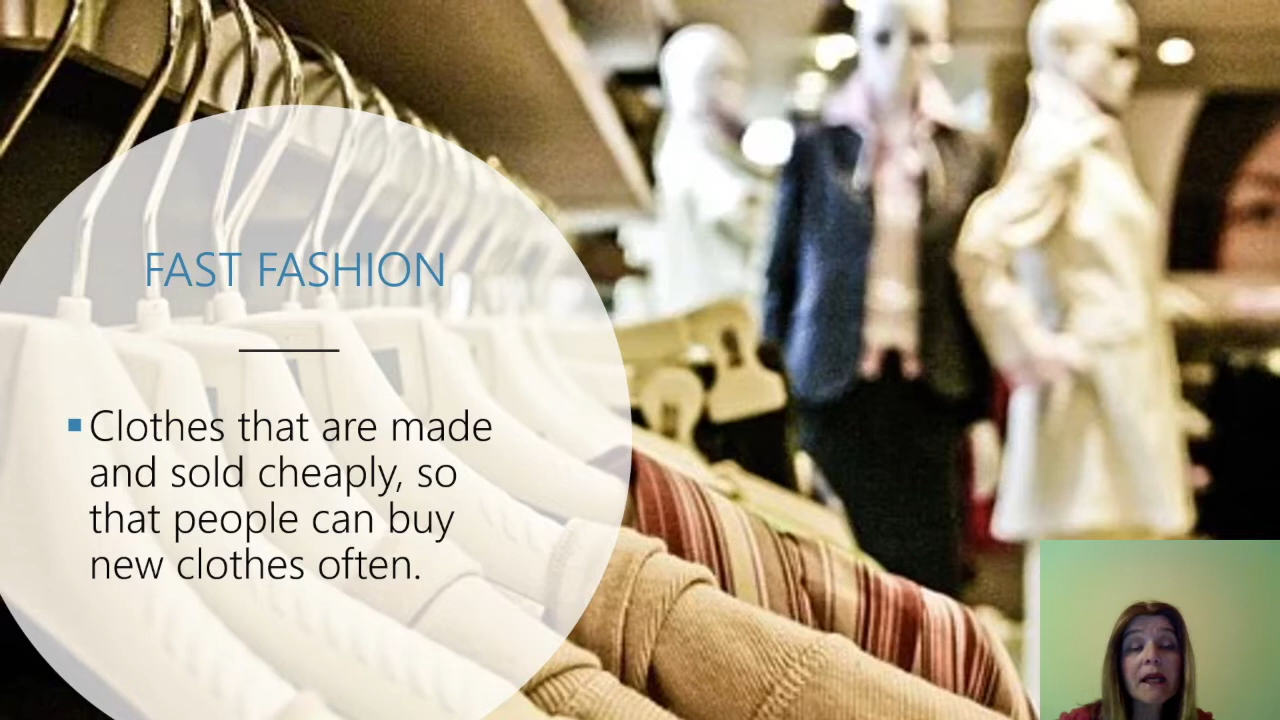 FAST FASHION
Clothes that are made
and sold cheaply, so
that people can buy
new clothes often.